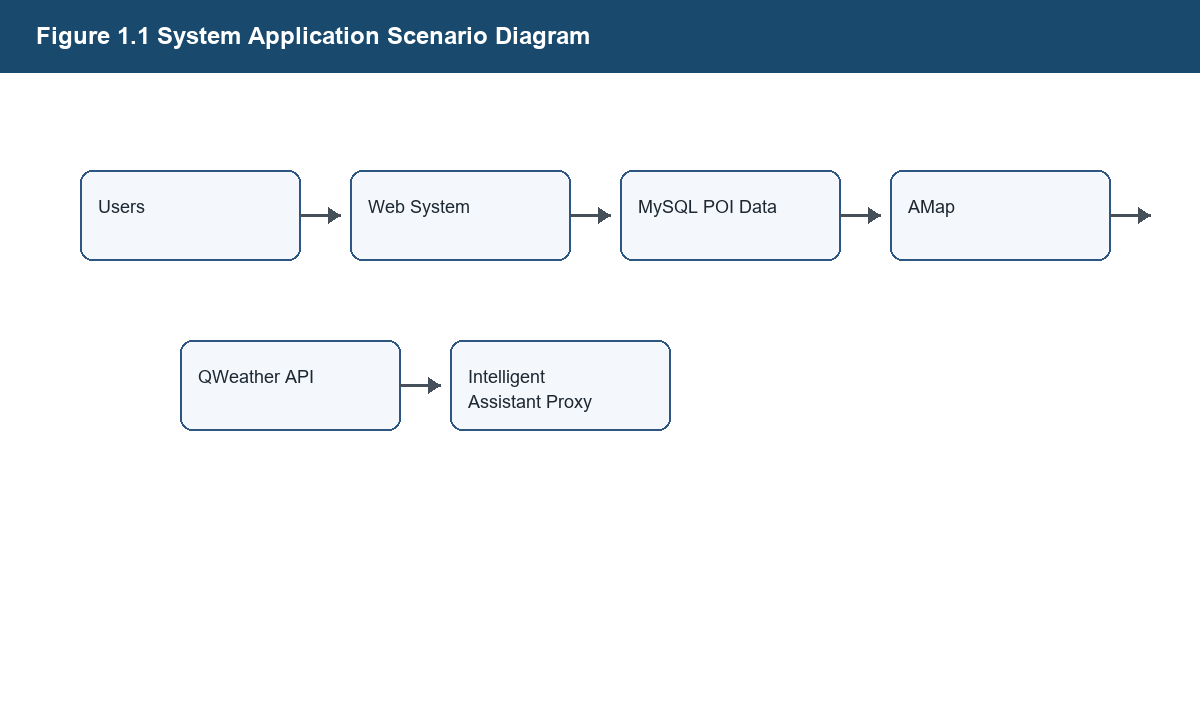 Figure 1.1 System Application Scenario Diagram
Users
Web System
MySQL POI Data
AMap
QWeather API
Intelligent
Assistant Proxy